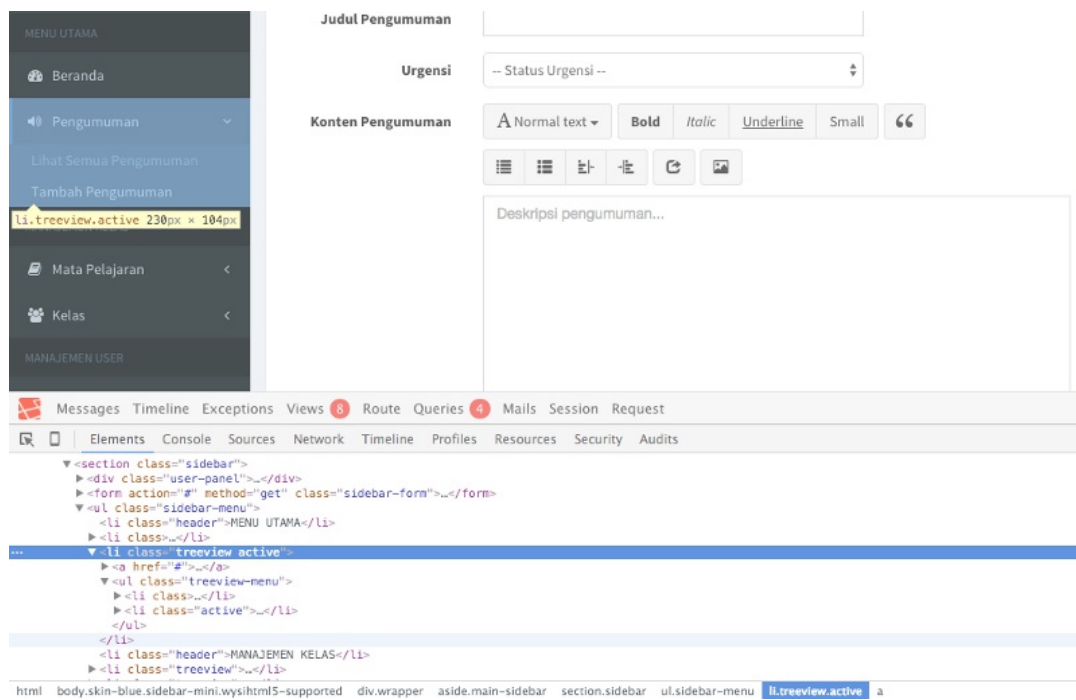 MENU UTAMA
Judul Pengumuman
Beranda
Urgensi
-- Status Urgensi --
Pengumuman
Konten Pengumuman
A Normal text Bold Italic Underline Small
Lihat Semua Pengumuman
Tambah Pengumuman
li.treeview.active 230px × 104px
Deskripsi pengumuman...
Mata Pelajaran
Kelas
MANAJEMEN USER
Messages Timeline Exceptions Views 8 Route Queries 4 Mails Session Request
Elements Console Sources Network Timeline Profiles Resources Security Audits
▼<section class="sidebar">
▶<div class="user-panel">…</div>
▶<form action="#" method="get" class="sidebar-form">…</form>
▼<ul class="sidebar-menu">
<li class="header">MENU UTAMA</li>
▶<li class>…</li>
... ▼<li class="treeview active">
▶<a href="#">…</a>
▼<ul class="treeview-menu">
▶<li class>…</li>
▶<li class="active">…</li>
</ul>
</li>
<li class="header">MANAJEMEN KELAS</li>
▶<li class="treeview">…</li>
html body.skin-blue.sidebar-mini.wysihtml5-supported div.wrapper aside.main-sidebar section.sidebar ul.sidebar-menu li.treeview.active a